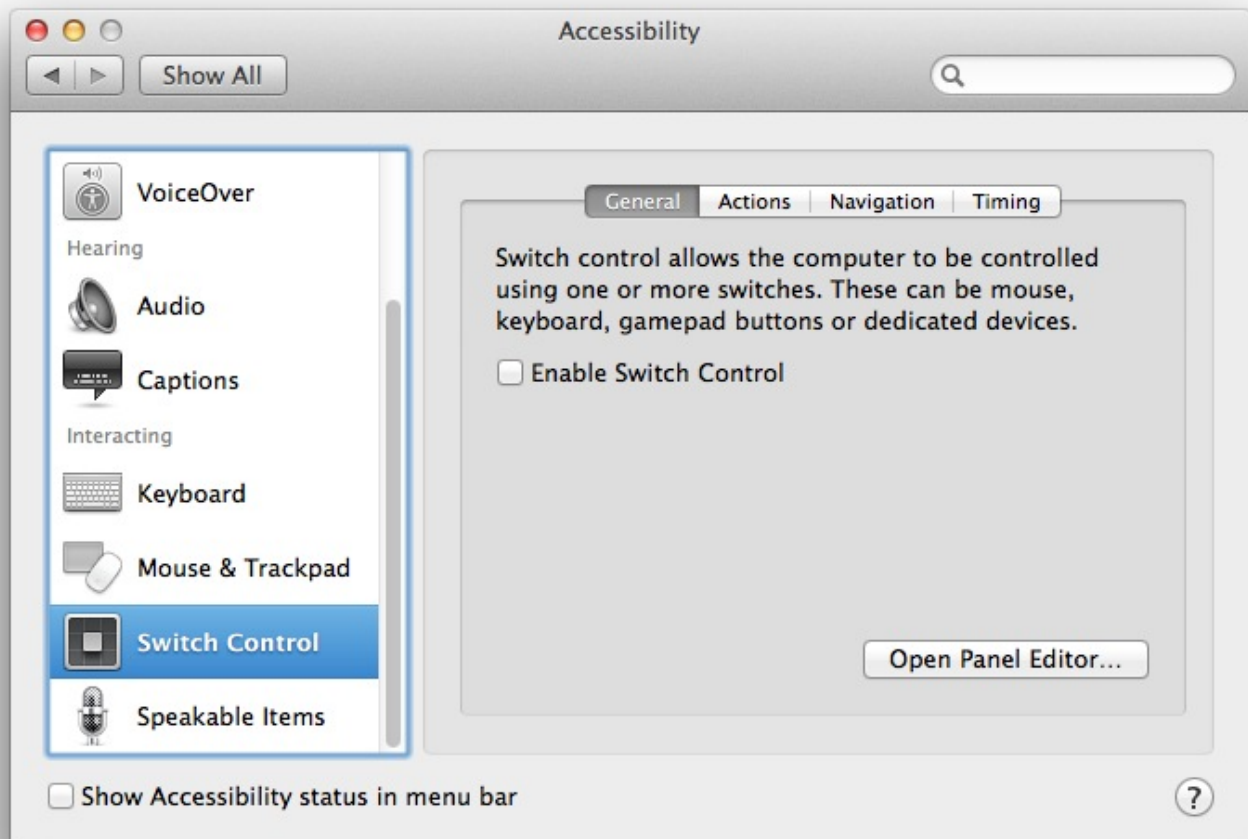 Accessibility
Show All
VoiceOver
Hearing
Audio
Captions
Interacting
Keyboard
Mouse & Trackpad
Switch Control
Speakable Items
General Actions Navigation Timing
Switch control allows the computer to be controlled
using one or more switches. These can be mouse,
keyboard, gamepad buttons or dedicated devices.
Enable Switch Control
Open Panel Editor...
Show Accessibility status in menu bar
?